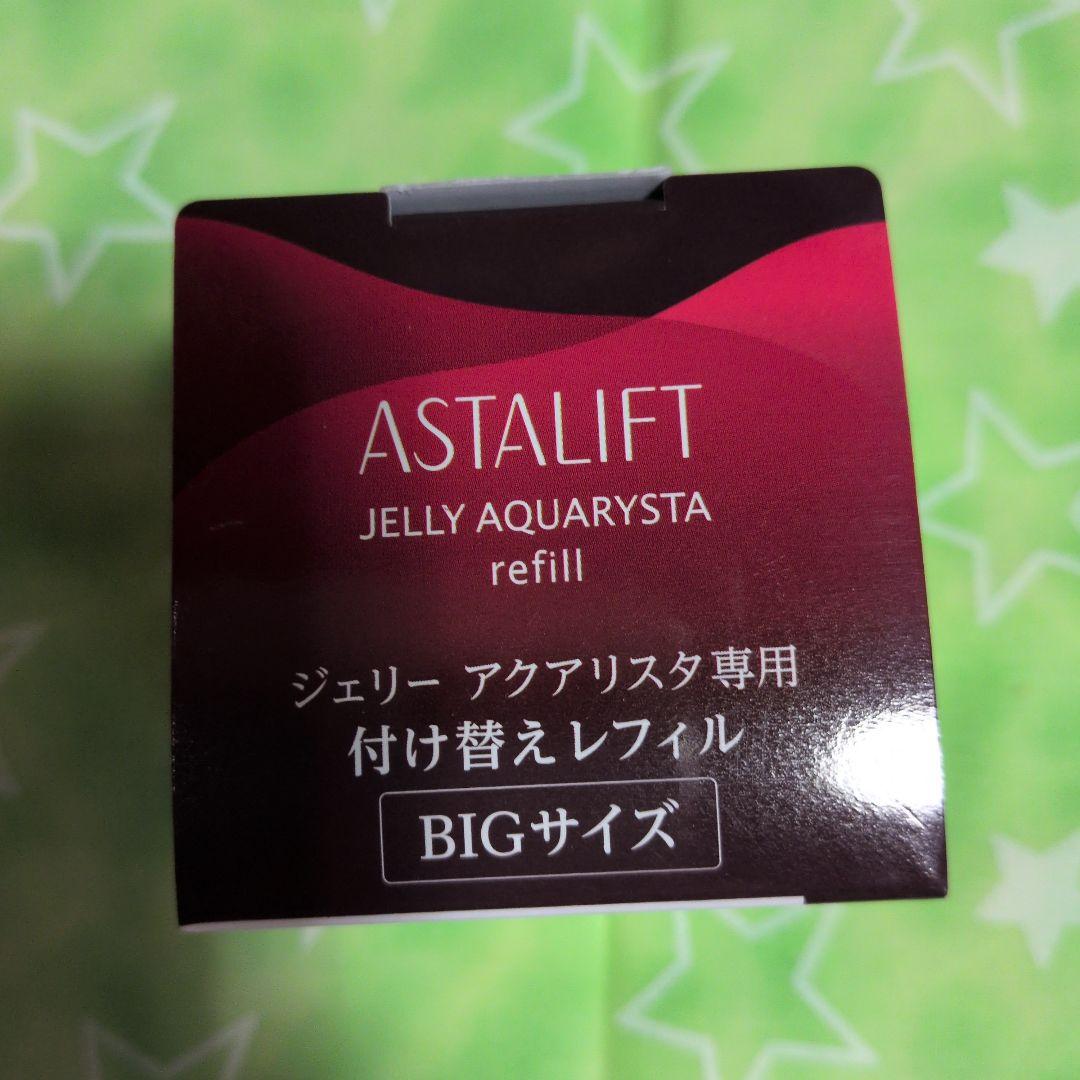 ASTALIFT
JELLY AQUARYSTA
refill
ジェリー アクアリスタ専用
付け替えレフィル
BIGサイズ